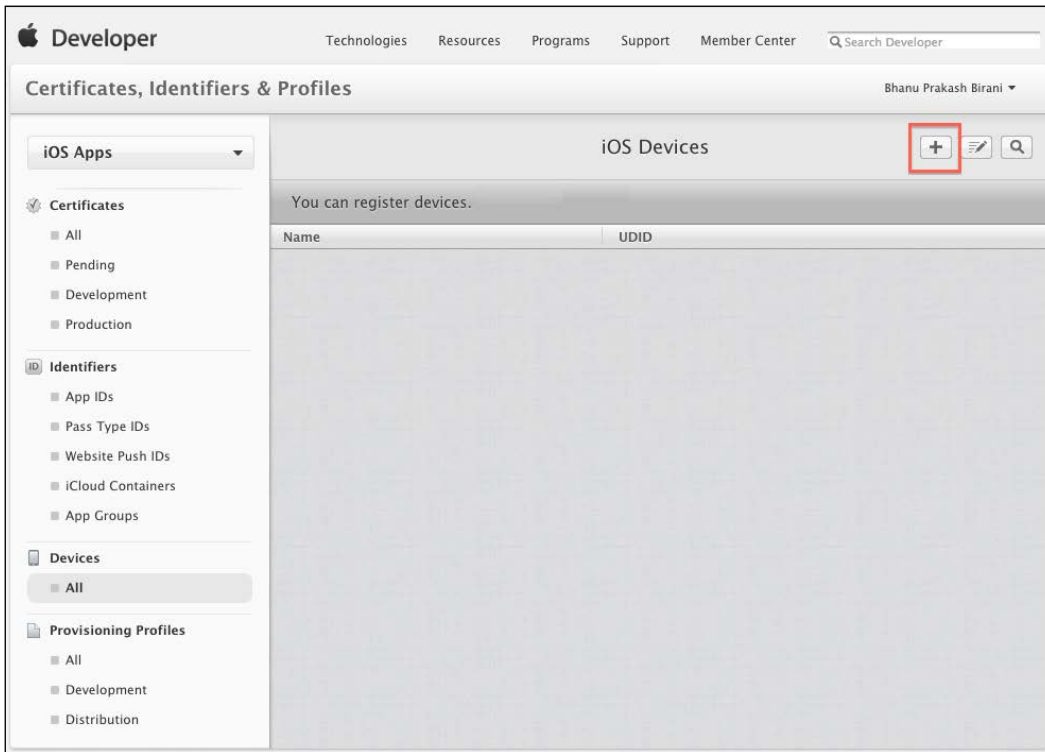 Developer
Technologies Resources Programs Support Member Center Search Developer
Certificates, Identifiers & Profiles
Bhanu Prakash Birani
iOS Apps
iOS Devices
+
You can register devices.
Name UDID
Certificates
All
Pending
Development
Production
ID Identifiers
App IDs
Pass Type IDs
Website Push IDs
iCloud Containers
App Groups
Devices
All
Provisioning Profiles
All
Development
Distribution